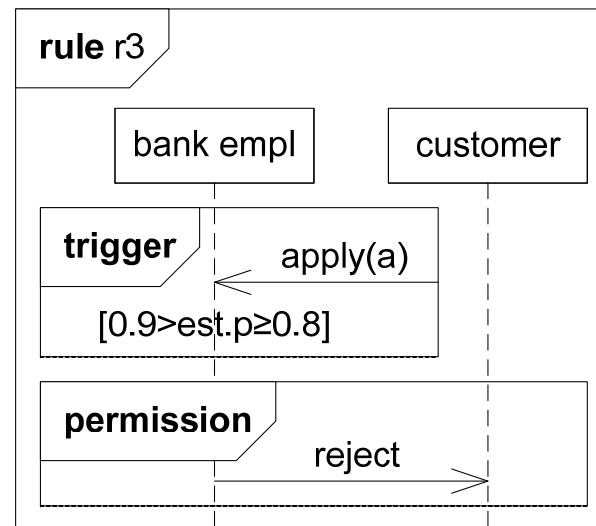 rule r3
bank empl
customer
trigger
apply(a)
[0.9>est.p≥0.8]
permission
reject